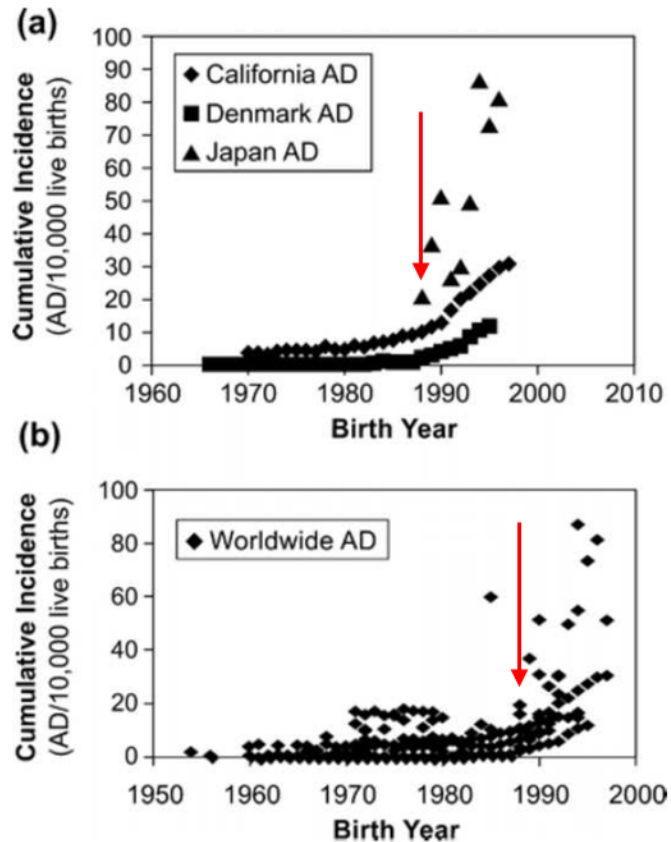 (a)
Cumulative Incidence
(AD/10,000 live births)
100
90
80
70
60
50
40
30
20
10
0
California AD
Denmark AD
Japan AD
1960
1970
1980
1990
2000
2010
Birth Year
(b)
Cumulative Incidence
(AD/10,000 live births)
100
80
60
40
20
0
Worldwide AD
1950
1960
1970
1980
1990
2000
Birth Year